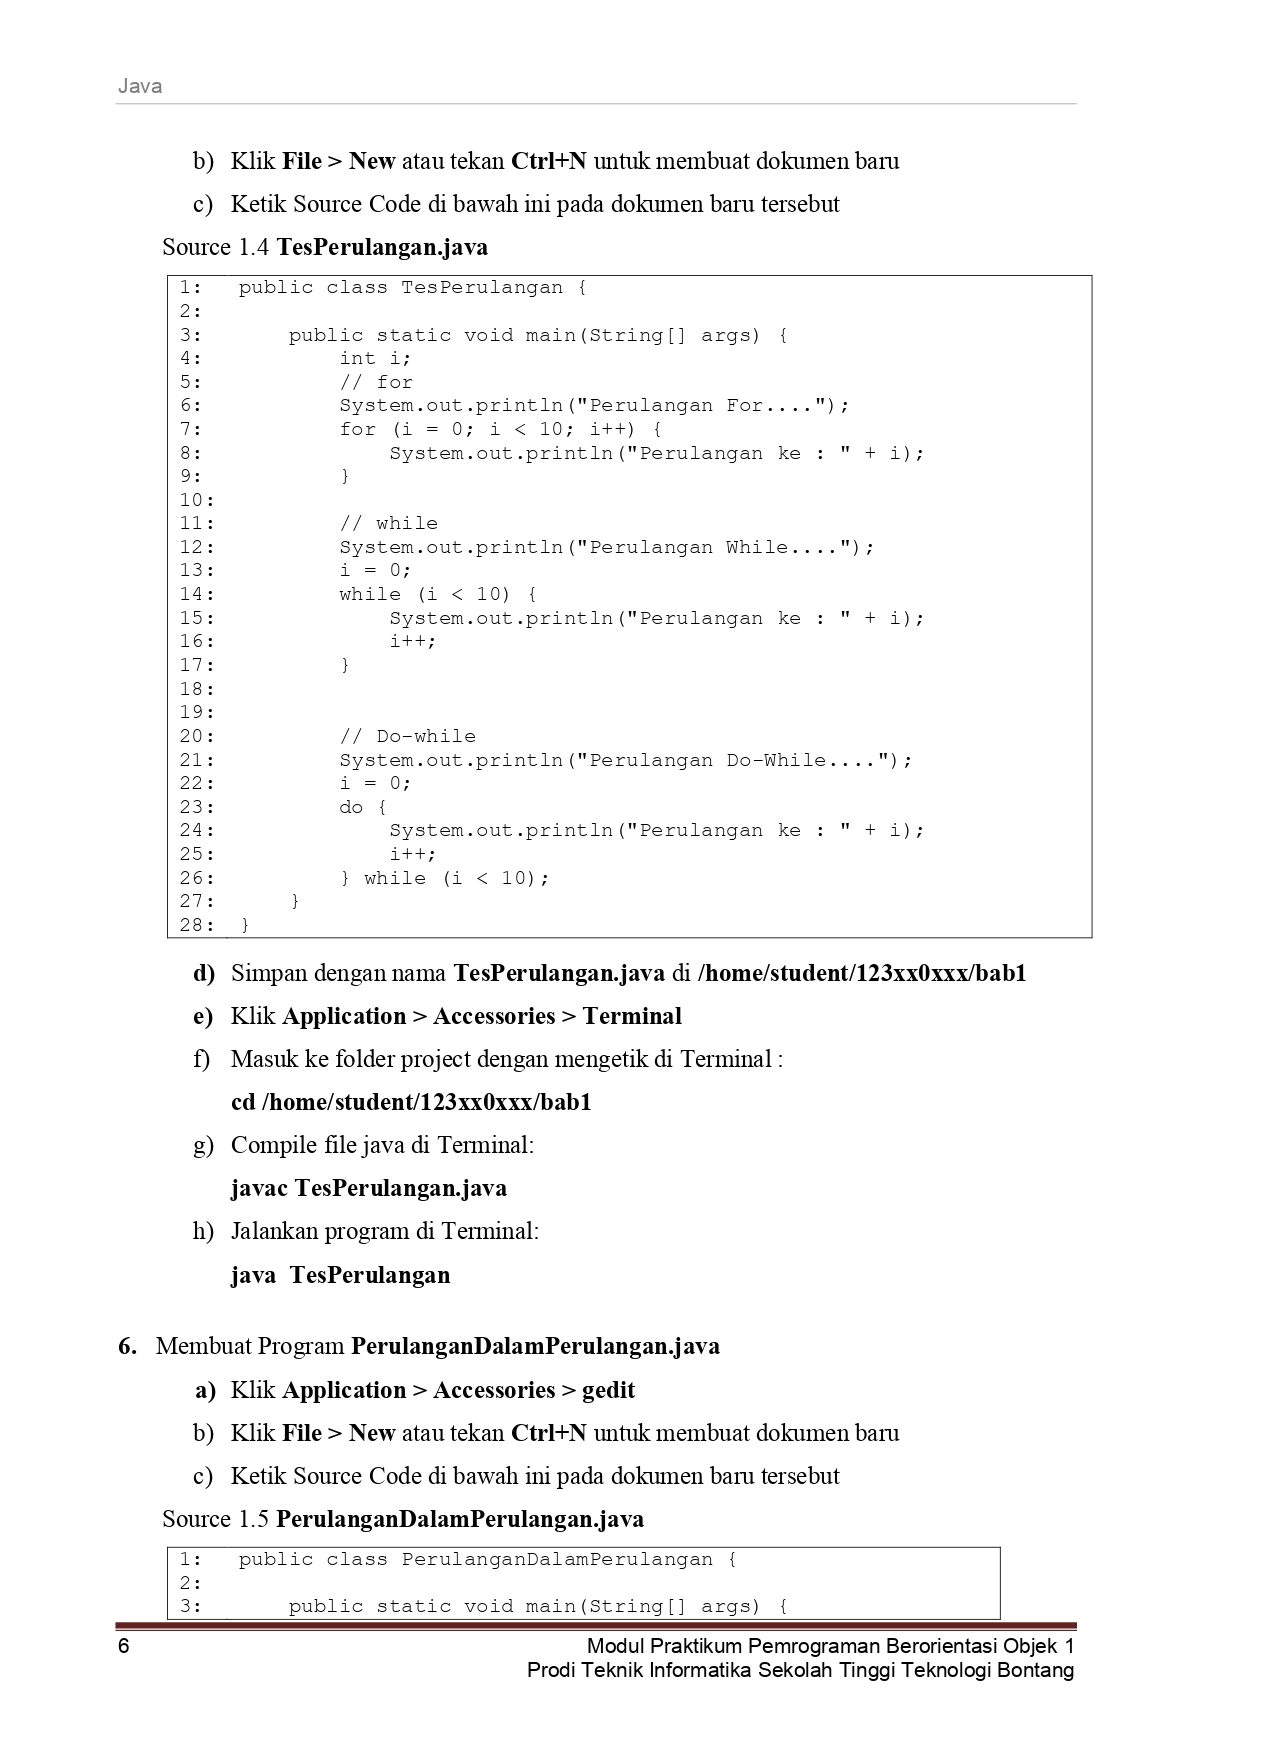 Java
b) Klik File > New atau tekan Ctrl+N untuk membuat dokumen baru
c) Ketik Source Code di bawah ini pada dokumen baru tersebut
Source 1.4 TesPerulangan.java
1: public class TesPerulangan {
2:
3:     public static void main(String[] args) {
4:         int i;
5:         // for
6:         System.out.println("Perulangan For....");
7:         for (i = 0; i < 10; i++) {
8:             System.out.println("Perulangan ke : " + i);
9:         }
10:
11:         // while
12:         System.out.println("Perulangan While....");
13:         i = 0;
14:         while (i < 10) {
15:             System.out.println("Perulangan ke : " + i);
16:             i++;
17:         }
18:
19:
20:         // Do-while
21:         System.out.println("Perulangan Do-While....");
22:         i = 0;
23:         do {
24:             System.out.println("Perulangan ke : " + i);
25:             i++;
26:         } while (i < 10);
27:     }
28: }
d) Simpan dengan nama TesPerulangan.java di /home/student/123xx0xxx/bab1
e) Klik Application > Accessories > Terminal
f) Masuk ke folder project dengan mengetik di Terminal :
cd /home/student/123xx0xxx/bab1
g) Compile file java di Terminal:
javac TesPerulangan.java
h) Jalankan program di Terminal:
java  TesPerulangan
6. Membuat Program PerulanganDalamPerulangan.java
a) Klik Application > Accessories > gedit
b) Klik File > New atau tekan Ctrl+N untuk membuat dokumen baru
c) Ketik Source Code di bawah ini pada dokumen baru tersebut
Source 1.5 PerulanganDalamPerulangan.java
1: public class PerulanganDalamPerulangan {
2:
3:     public static void main(String[] args) {
6 Modul Praktikum Pemrograman Berorientasi Objek 1
Prodi Teknik Informatika Sekolah Tinggi Teknologi Bontang